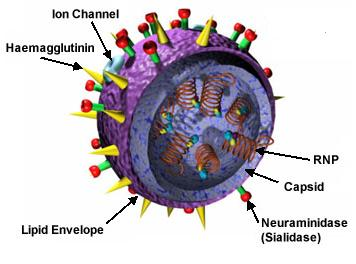 Ion Channel
Haemagglutinin
RNP
Capsid
Lipid Envelope
Neuraminidase
(Sialidase)